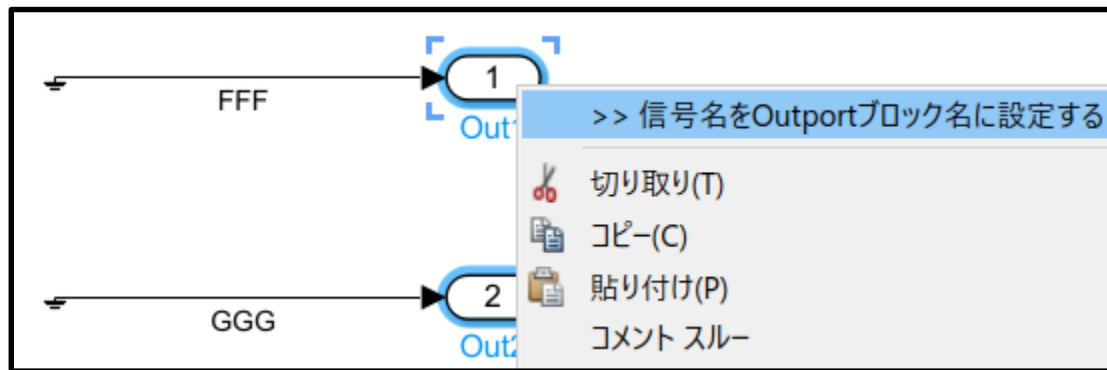 1
FFF
Out1
>> 信号名をOutportブロック名に設定する
切り取り(T)
コピー(C)
貼り付け(P)
2
GGG
コメント スルー
Out2